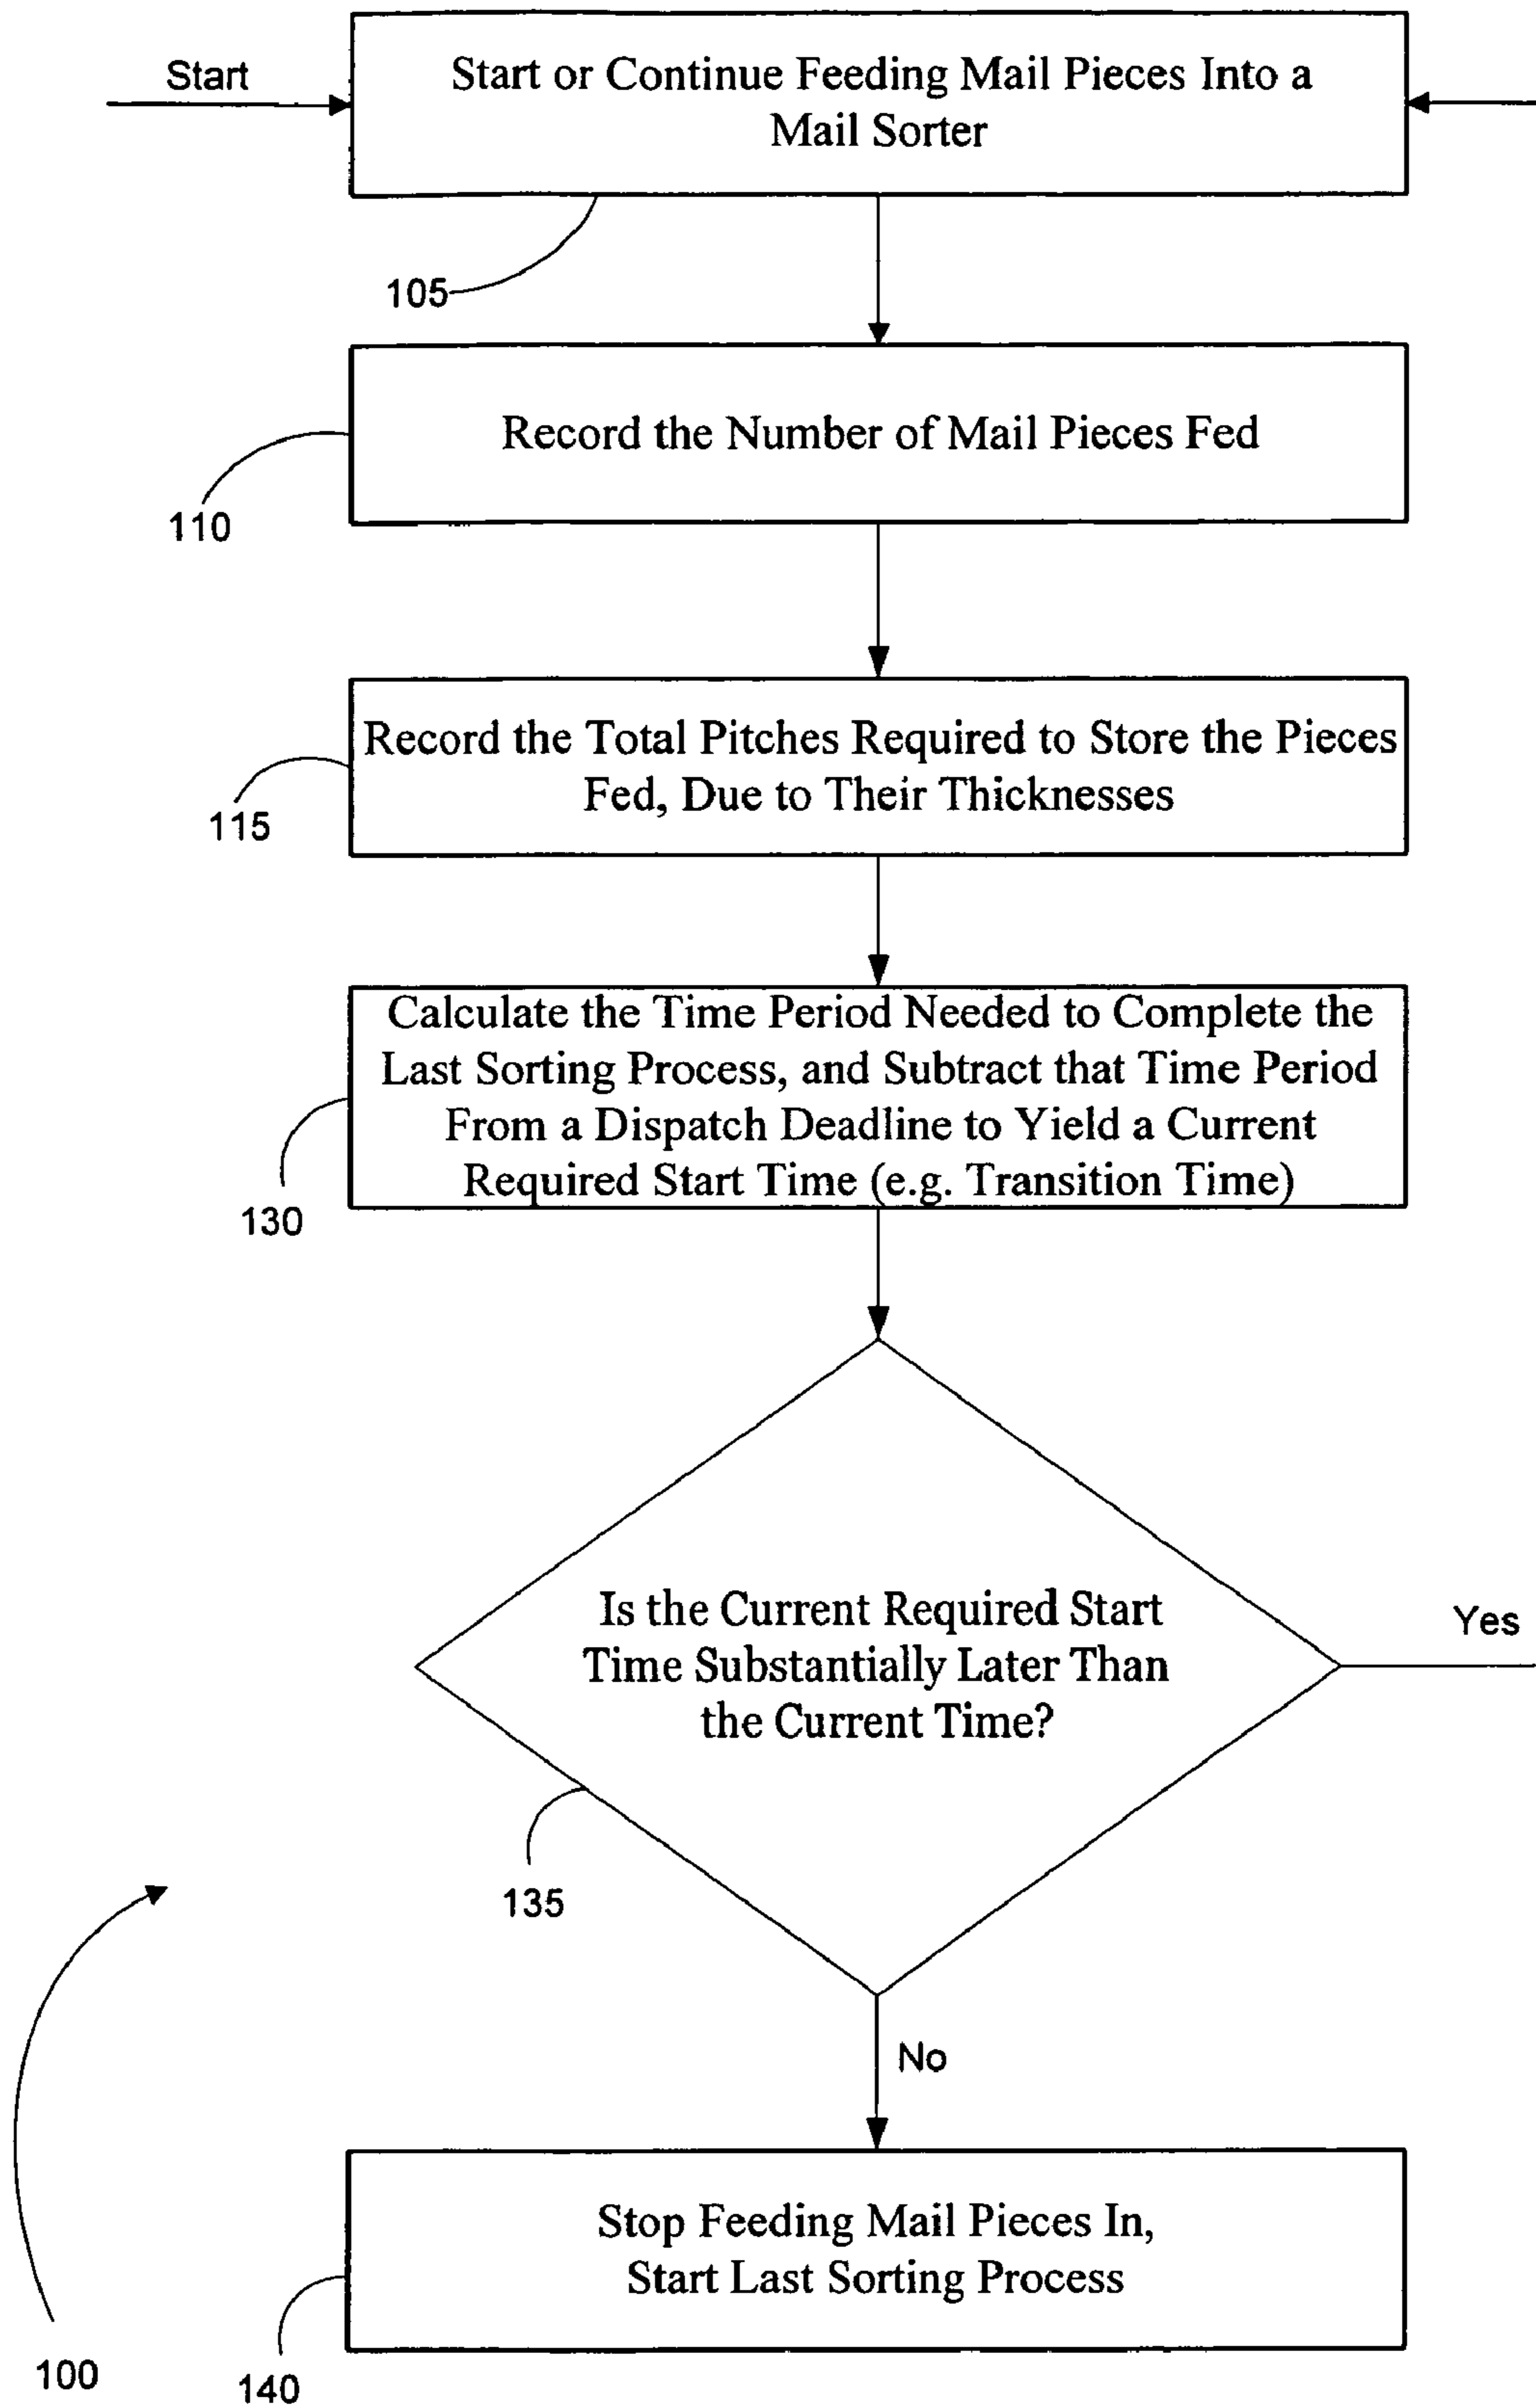 Start
Start or Continue Feeding Mail Pieces Into a
Mail Sorter
105
Record the Number of Mail Pieces Fed
110
Record the Total Pitches Required to Store the Pieces
Fed, Due to Their Thicknesses
115
Calculate the Time Period Needed to Complete the
Last Sorting Process, and Subtract that Time Period
From a Dispatch Deadline to Yield a Current
Required Start Time (e.g. Transition Time)
130
Is the Current Required Start
Time Substantially Later Than
the Current Time?
Yes
135
No
Stop Feeding Mail Pieces In,
Start Last Sorting Process
100
140